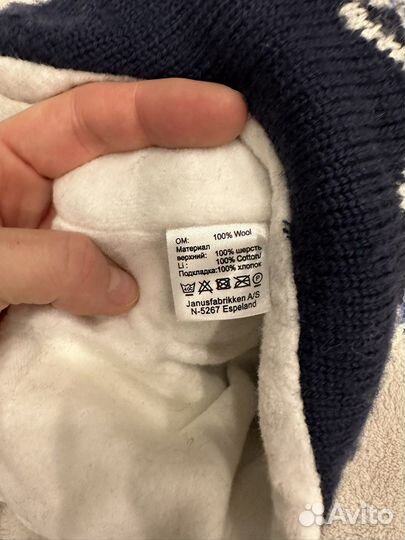 OM: 100% Wool
Материал
верхний: 100% шерсть
Li : 100% Cotton/
Подкладка:100% хлопок
Janusfabrikken A/S
N-5267 Espeland
Avito